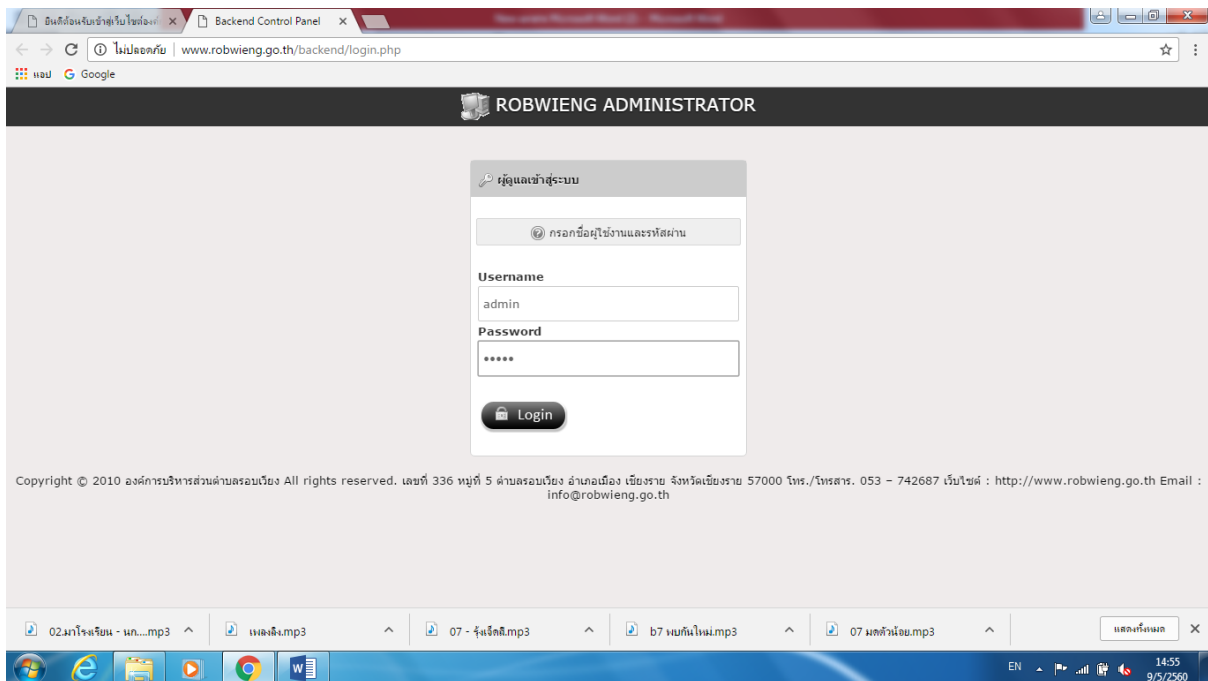 ยินดีต้อนรับเข้าสู่เว็บไซต์องค์
Backend Control Panel
ไม่ปลอดภัย www.robwieng.go.th/backend/login.php
แอป Google
ROBWIENG ADMINISTRATOR
ผู้ดูแลเข้าสู่ระบบ
กรอกชื่อผู้ใช้งานและรหัสผ่าน
Username
admin
Password
•••••
Login
Copyright © 2010 องค์การบริหารส่วนตำบลรอบเวียง All rights reserved. เลขที่ 336 หมู่ที่ 5 ตำบลรอบเวียง อำเภอเมือง เชียงราย จังหวัดเชียงราย 57000 โทร./โทรสาร. 053 – 742687 เว็บไซต์ : http://www.robwieng.go.th Email :
info@robwieng.go.th
02.มาโรงเรียน - นก....mp3
เพลงลิง.mp3
07 - รุ้งเจ็ดสี.mp3
b7 พบกันใหม่.mp3
07 มดตัวน้อย.mp3
แสดงทั้งหมด
EN
14:55
9/5/2560